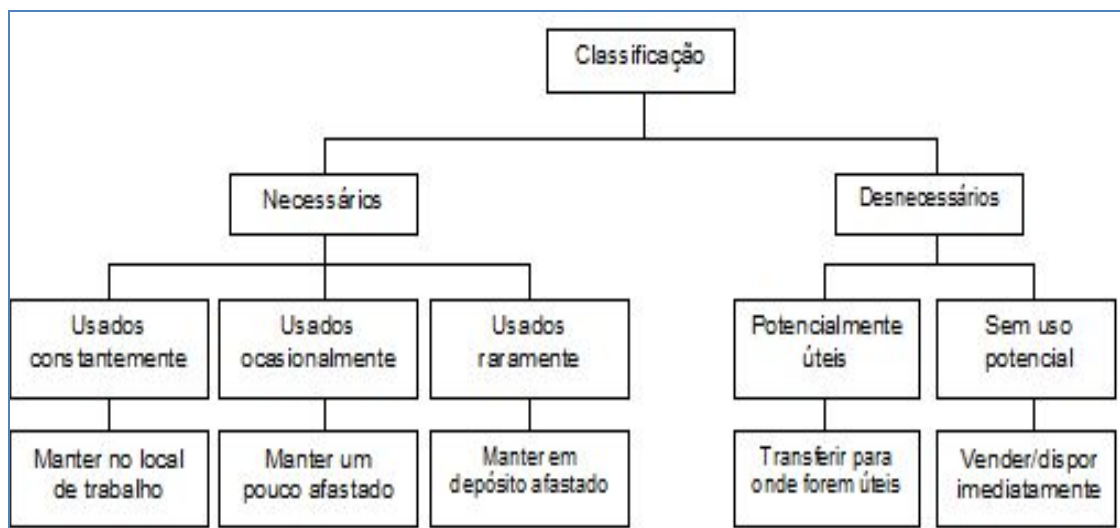 Classificação
Necessários
Desnecessários
Usados
constantemente
Usados
ocasionalmente
Usados
raramente
Potencialmente
úteis
Sem uso
potencial
Manter no local
de trabalho
Manter um
pouco afastado
Manter em
depósito afastado
Transferir para
onde forem úteis
Vender/dispor
imediatamente